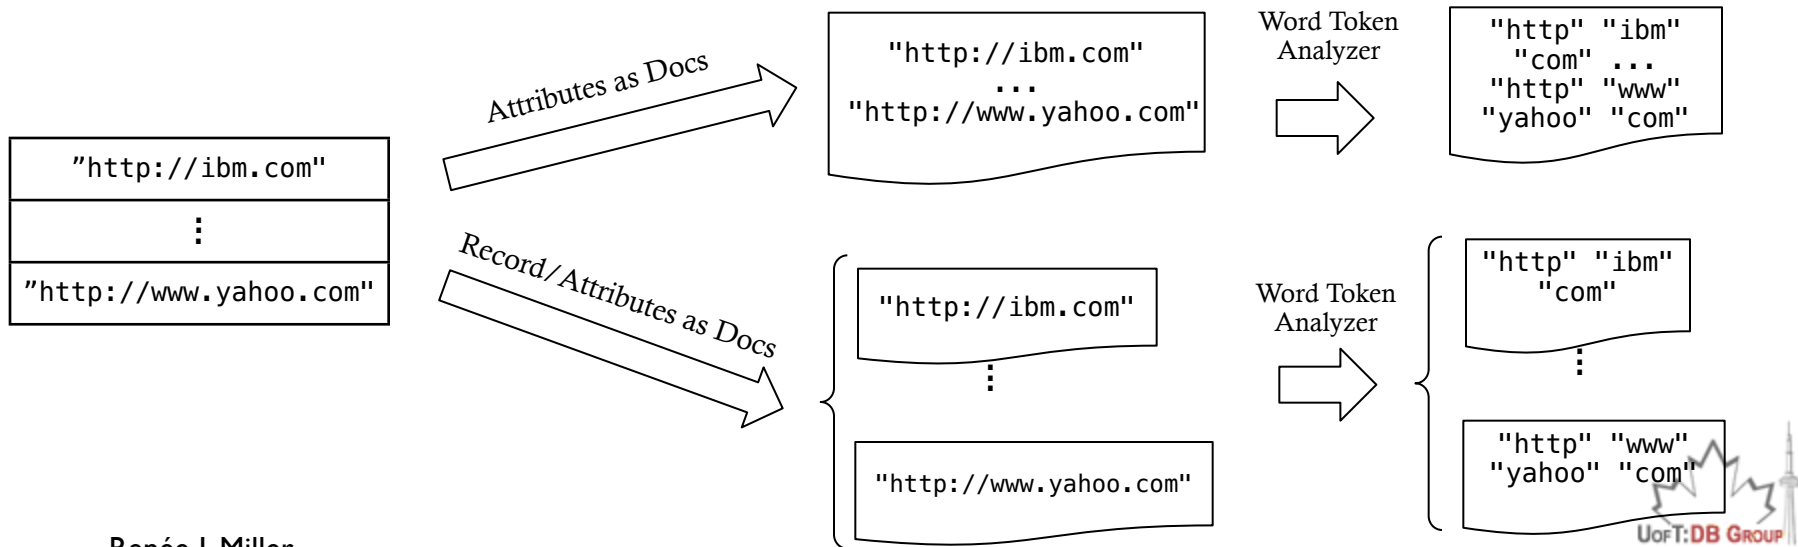 ”http://ibm.com"
⋮
”http://www.yahoo.com"
Attributes as Docs
"http://ibm.com"
...
"http://www.yahoo.com"
Word Token
Analyzer
"http" "ibm"
"com" ...
"http" "www"
"yahoo" "com"
Record/Attributes as Docs
"http://ibm.com"
⋮
"http://www.yahoo.com"
Word Token
Analyzer
"http" "ibm"
"com"
⋮
"http" "www"
"yahoo" "com"
Renée J. Miller
UofT:DB Group